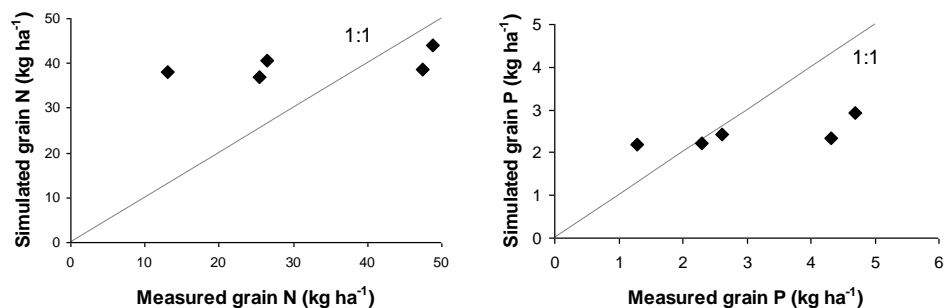 50
40
30
20
10
0
Simulated grain N (kg ha⁻¹)
1:1
0 10 20 30 40 50
Measured grain N (kg ha⁻¹)
5
4
3
2
1
0
Simulated grain P (kg ha⁻¹)
1:1
0 1 2 3 4 5 6
Measured grain P (kg ha⁻¹)